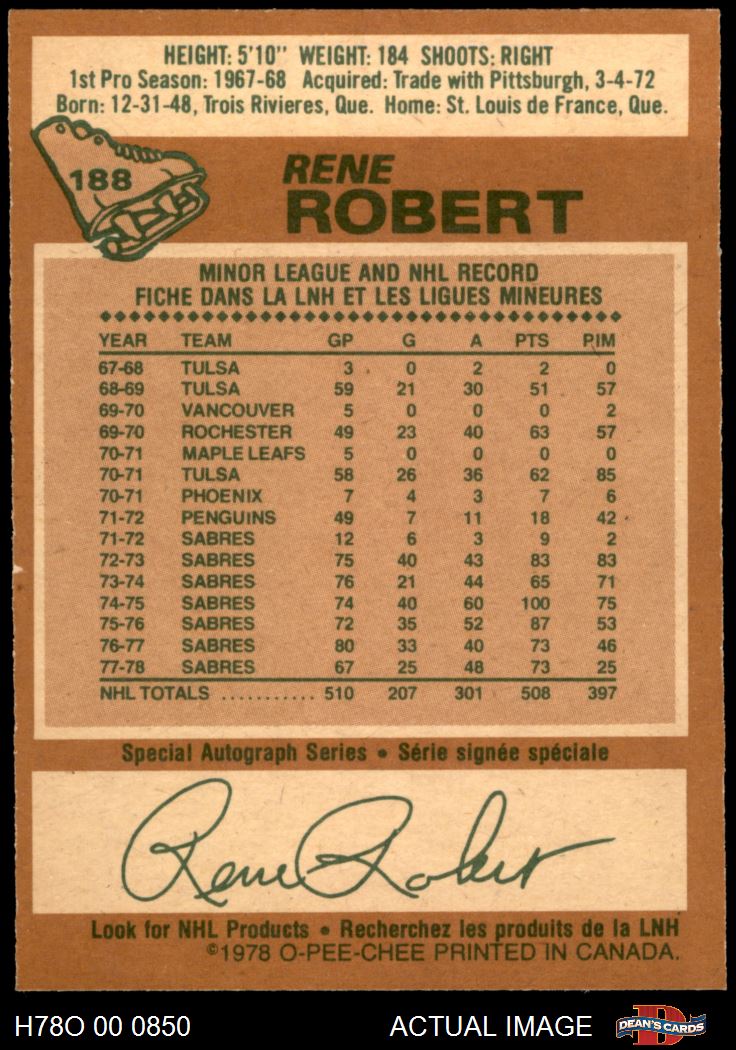 HEIGHT: 5'10" WEIGHT: 184 SHOOTS: RIGHT
1st Pro Season: 1967-68 Acquired: Trade with Pittsburgh, 3-4-72
Born: 12-31-48, Trois Rivieres, Que. Home: St. Louis de France, Que.
188
RENE
ROBERT
MINOR LEAGUE AND NHL RECORD
FICHE DANS LA LNH ET LES LIGUES MINEURES
YEAR TEAM GP G A PTS PIM
67-68 TULSA 3 0 2 2 0
68-69 TULSA 59 21 30 51 57
69-70 VANCOUVER 5 0 0 0 2
69-70 ROCHESTER 49 23 40 63 57
70-71 MAPLE LEAFS 5 0 0 0 0
70-71 TULSA 58 26 36 62 85
70-71 PHOENIX 7 4 3 7 6
71-72 PENGUINS 49 7 11 18 42
71-72 SABRES 12 6 3 9 2
72-73 SABRES 75 40 43 83 83
73-74 SABRES 76 21 44 65 71
74-75 SABRES 74 40 60 100 75
75-76 SABRES 72 35 52 87 53
76-77 SABRES 80 33 40 73 46
77-78 SABRES 67 25 48 73 25
NHL TOTALS ........... 510 207 301 508 397
Special Autograph Series • Série signée spéciale
Rene Robert
Look for NHL Products • Recherchez les produits de la LNH
©1978 O-PEE-CHEE PRINTED IN CANADA.
H78O 00 0850 ACTUAL IMAGE D DEAN'S CARDS